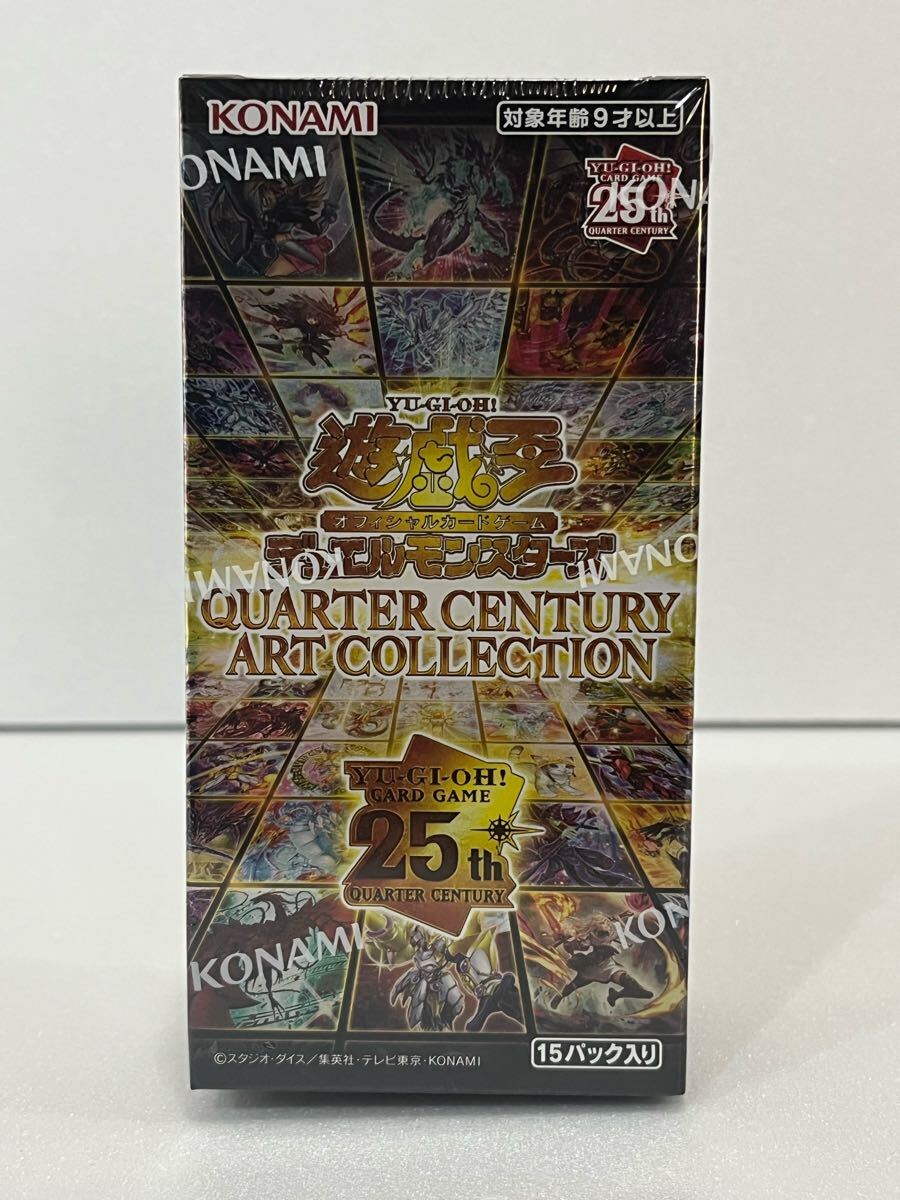 KONAMI
対象年齢9才以上
ONAMI
YU-GI-OH!
CARD GAME
25th
QUARTER CENTURY
KONA
YU-GI-OH!
遊戯王
オフィシャルカードゲーム
デュエルモンスターズ
KONAMI
KONAMI
QUARTER CENTURY
ART COLLECTION
YU-GI-OH!
CARD GAME
25th
QUARTER CENTURY
KONAMI
KONA
©スタジオ・ダイス/集英社・テレビ東京・KONAMI
15パック入り